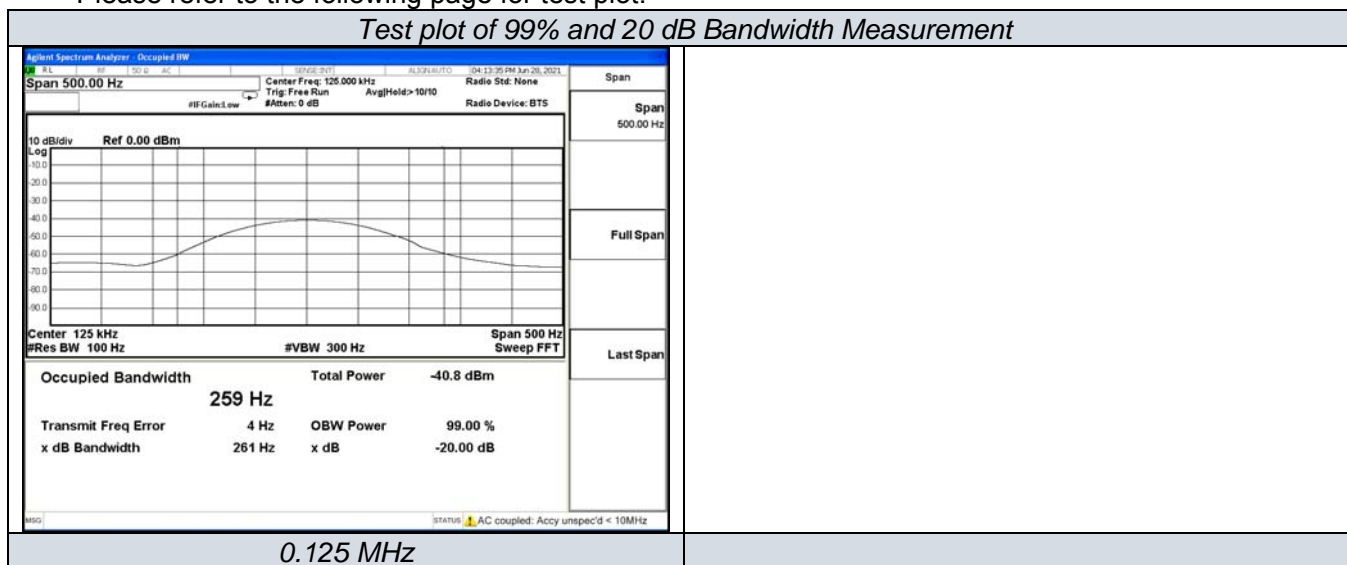 Please refer to the following page for test plot.
Test plot of 99% and 20 dB Bandwidth Measurement
Agilent Spectrum Analyzer - Occupied BW
RL RF 50 Ω AC SENSE:INT ALIGNAUTO 04:13:35 PM Jun 28, 2021
Span 500.00 Hz Center Freq: 125.000 kHz Radio Std: None Span
Trig: Free Run Avg|Hold:>10/10
#IFGain:Low #Atten: 0 dB Radio Device: BTS
Span
500.00 Hz
10 dB/div Ref 0.00 dBm
Log
-10.0
-20.0
-30.0
-40.0
-50.0
Full Span
-60.0
-70.0
-80.0
-90.0
Center 125 kHz Span 500 Hz
#Res BW 100 Hz #VBW 300 Hz Sweep FFT
Last Span
Occupied Bandwidth Total Power -40.8 dBm
259 Hz
Transmit Freq Error 4 Hz OBW Power 99.00 %
x dB Bandwidth 261 Hz x dB -20.00 dB
MSG STATUS AC coupled: Accy unspec'd < 10MHz
0.125 MHz